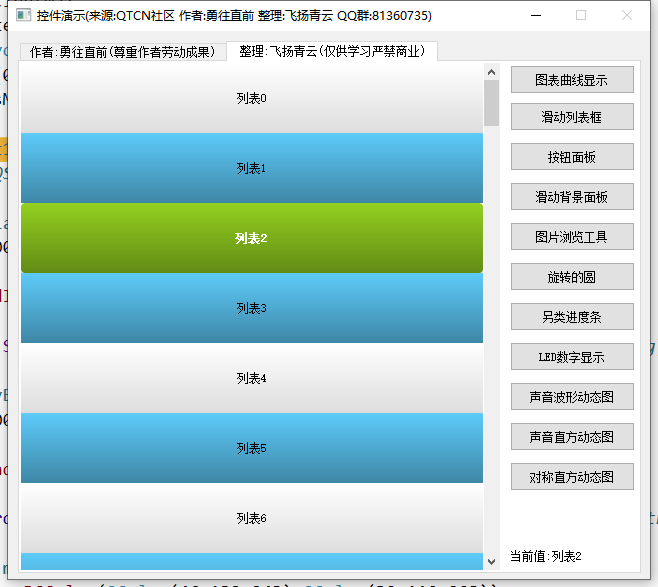 控件演示(来源:QTCN社区 作者:勇往直前 整理:飞扬青云 QQ群:81360735)
作者:勇往直前(尊重作者劳动成果)
整理:飞扬青云(仅供学习严禁商业)
列表0
列表1
列表2
列表3
列表4
列表5
列表6
图表曲线显示
滑动列表框
按钮面板
滑动背景面板
图片浏览工具
旋转的圆
另类进度条
LED数字显示
声音波形动态图
声音直方动态图
对称直方动态图
当前值:列表2